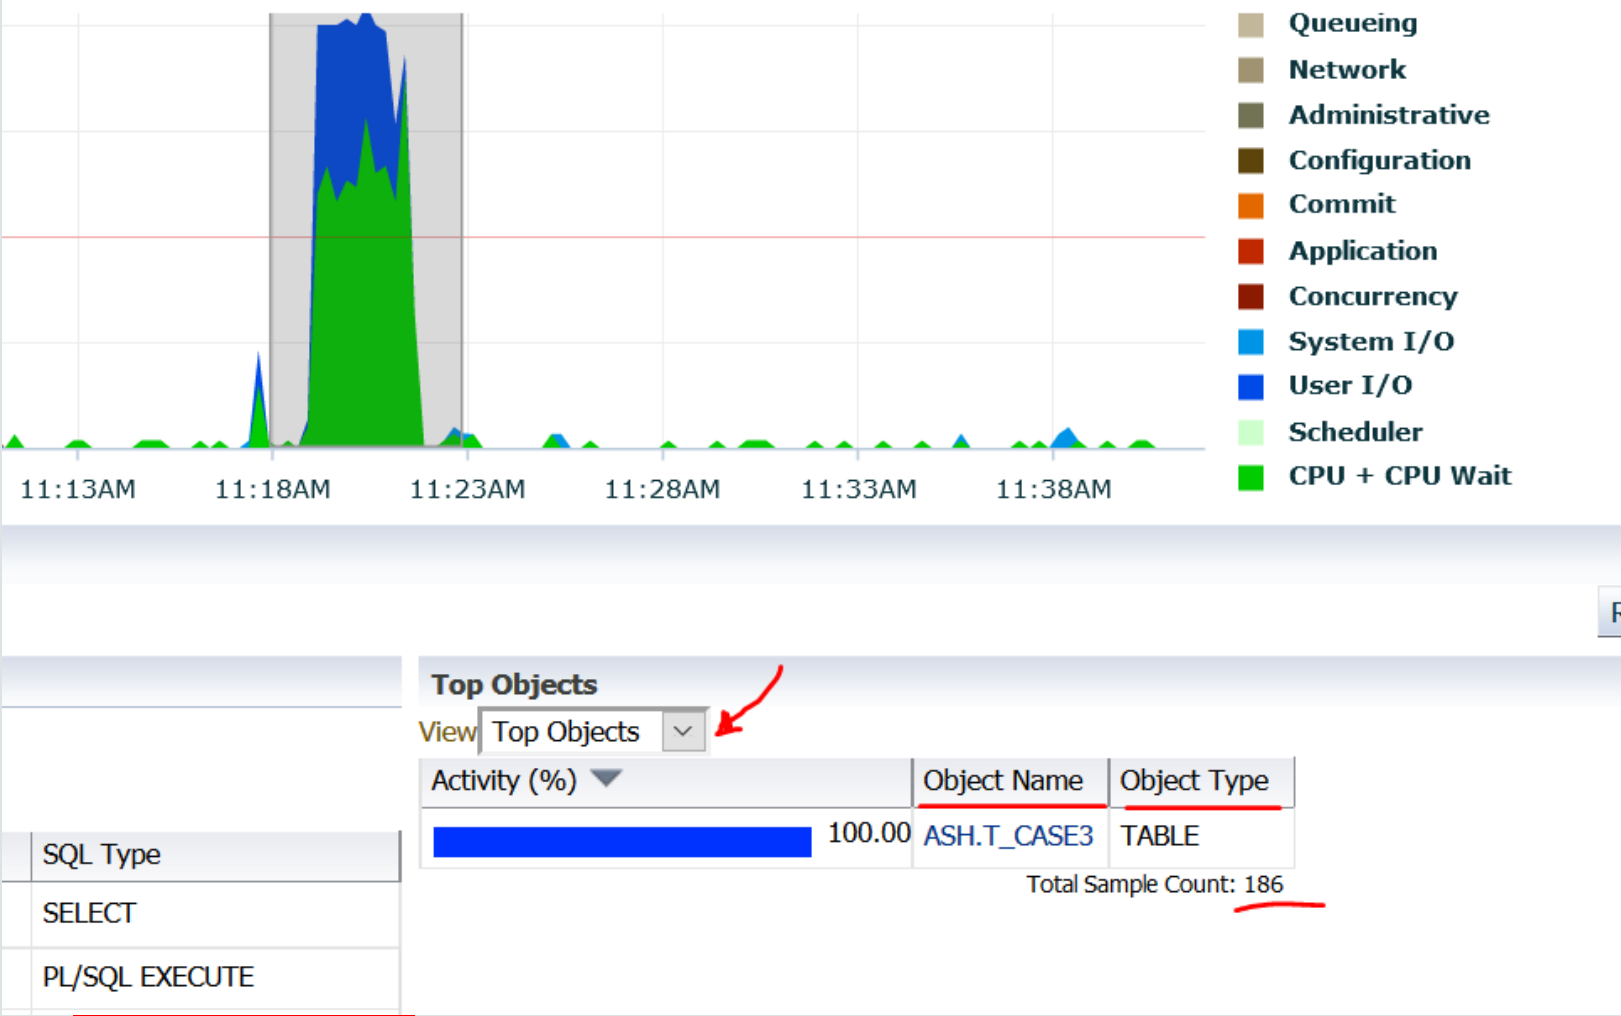 Queueing
Network
Administrative
Configuration
Commit
Application
Concurrency
System I/O
User I/O
Scheduler
CPU + CPU Wait
11:13AM 11:18AM 11:23AM 11:28AM 11:33AM 11:38AM
Top Objects
View Top Objects
Activity (%) Object Name Object Type
100.00 ASH.T_CASE3 TABLE
Total Sample Count: 186
SQL Type
SELECT
PL/SQL EXECUTE